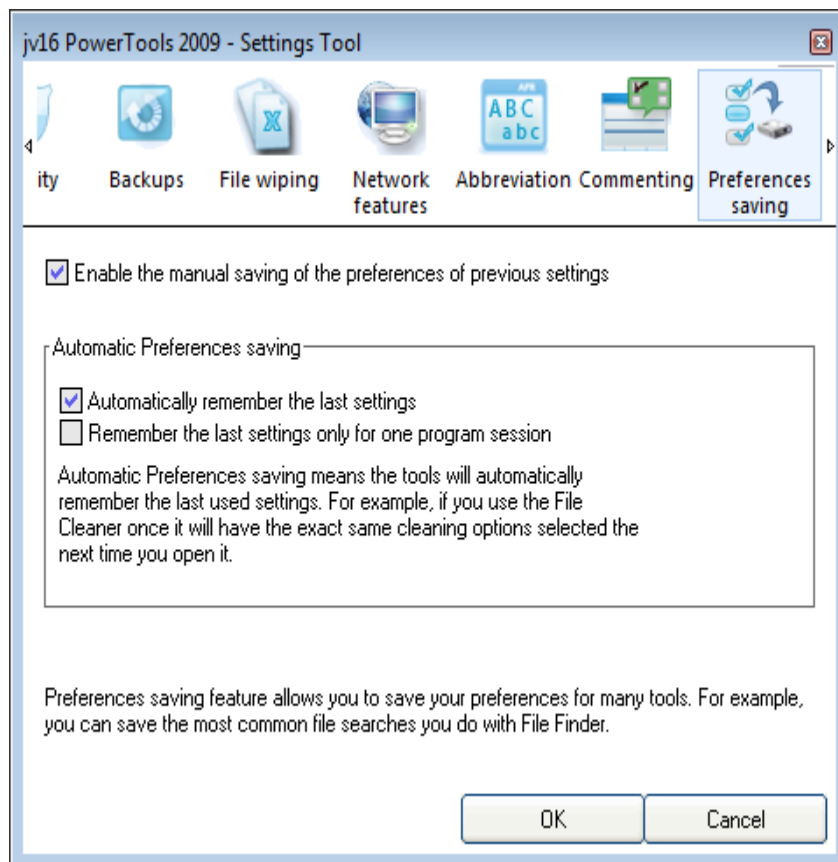 jv16 PowerTools 2009 - Settings Tool
ity
Backups
File wiping
Network
features
Abbreviation
Commenting
Preferences
saving
ABC
abc
Enable the manual saving of the preferences of previous settings
Automatic Preferences saving
Automatically remember the last settings
Remember the last settings only for one program session
Automatic Preferences saving means the tools will automatically
remember the last used settings. For example, if you use the File
Cleaner once it will have the exact same cleaning options selected the
next time you open it.
Preferences saving feature allows you to save your preferences for many tools. For example,
you can save the most common file searches you do with File Finder.
OK
Cancel